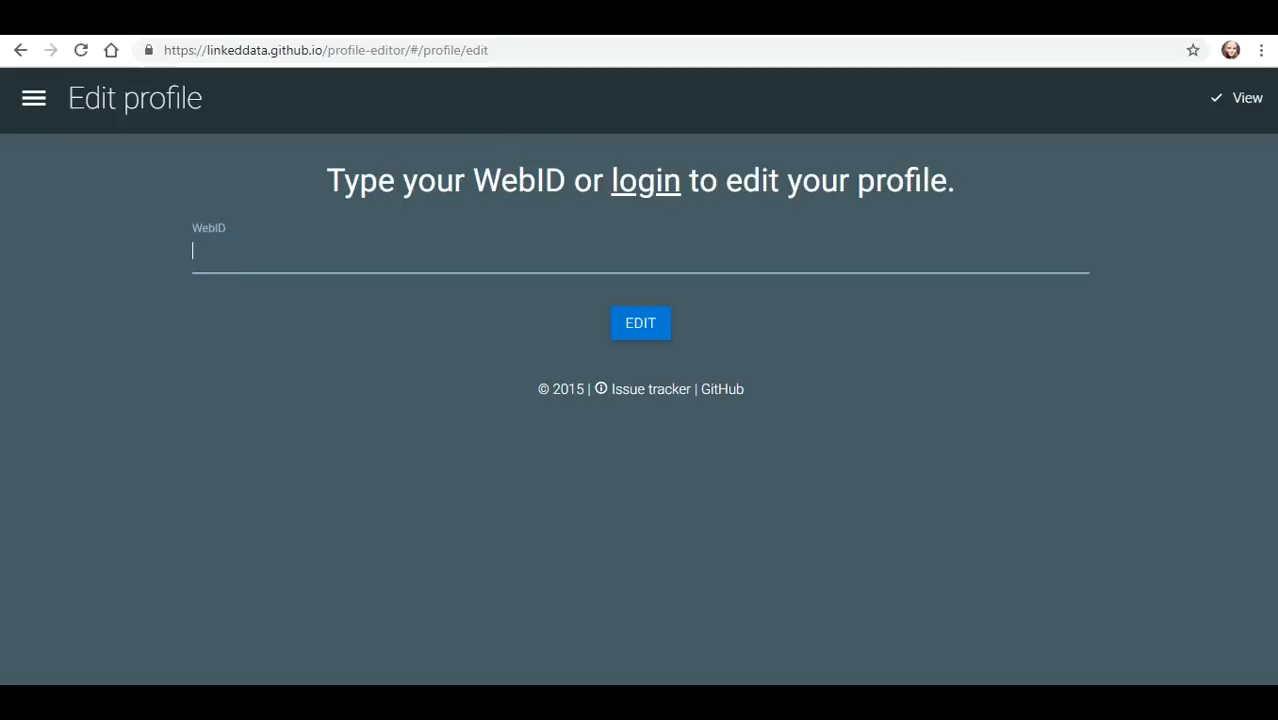 https://linkeddata.github.io/profile-editor/#/profile/edit
Edit profile
View
Type your WebID or login to edit your profile.
WebID
EDIT
© 2015 | Issue tracker | GitHub